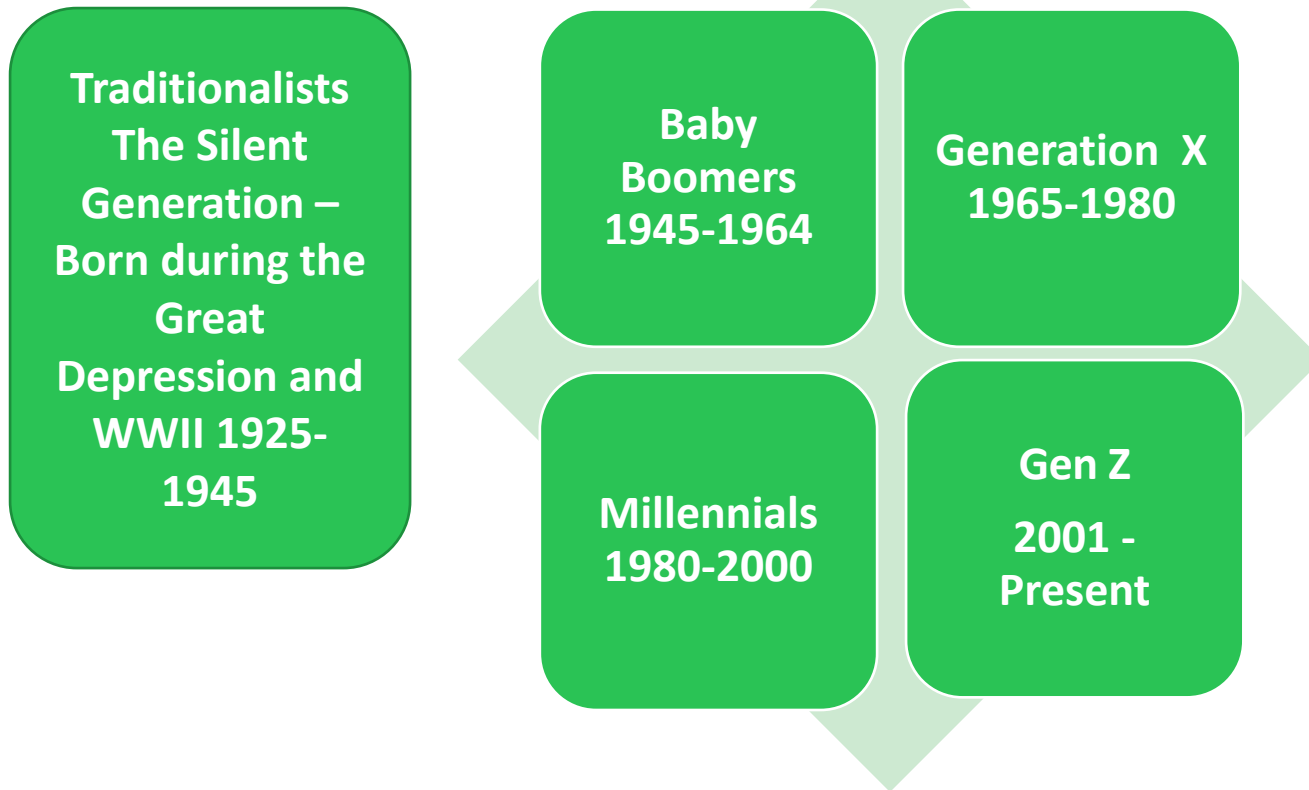 Traditionalists
The Silent
Generation –
Born during the
Great
Depression and
WWII 1925-
1945
Baby
Boomers
1945-1964
Generation  X
1965-1980
Millennials
1980-2000
Gen Z
2001 -
Present